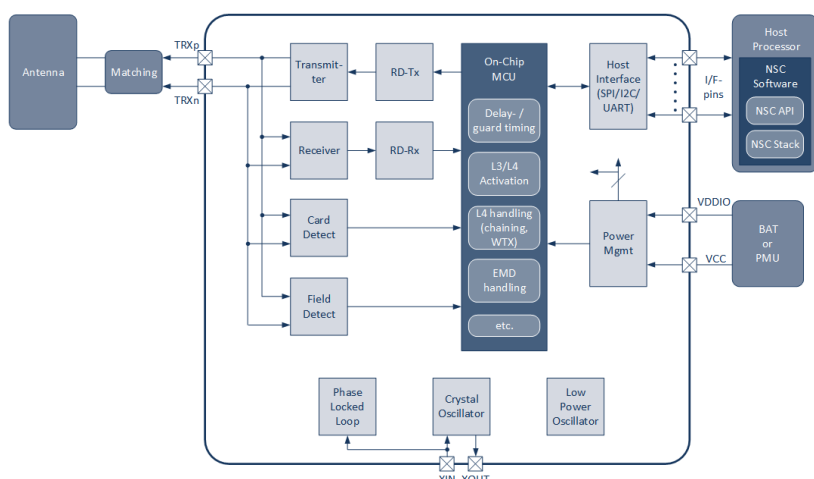 TRXp
TRXn
Antenna
Matching
Transmit-
ter
RD-Tx
Receiver
RD-Rx
Card
Detect
Field
Detect
On-Chip
MCU
Delay- /
guard timing
L3/L4
Activation
L4 handling
(chaining,
WTX)
EMD
handling
etc.
Host
Interface
(SPI/I2C/
UART)
I/F-
pins
Host
Processor
NSC
Software
NSC API
NSC Stack
Power
Mgmt
VDDIO
VCC
BAT
or
PMU
Phase
Locked
Loop
Crystal
Oscillator
Low
Power
Oscillator
XIN XOUT